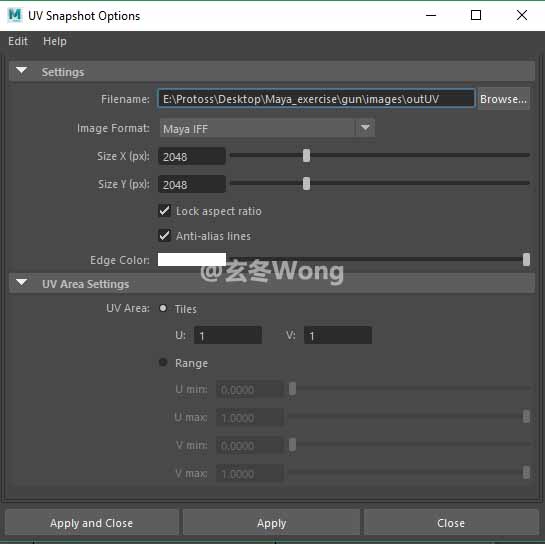 UV Snapshot Options
Edit Help
Settings
Filename: E:\Protoss\Desktop\Maya_exercise\gun\images\outUV Browse...
Image Format: Maya IFF
Size X (px): 2048
Size Y (px): 2048
Lock aspect ratio
Anti-alias lines
Edge Color:
@玄冬Wong
UV Area Settings
UV Area: Tiles
U: 1 V: 1
Range
U min: 0.0000
U max: 1.0000
V min: 0.0000
V max: 1.0000
Apply and Close Apply Close